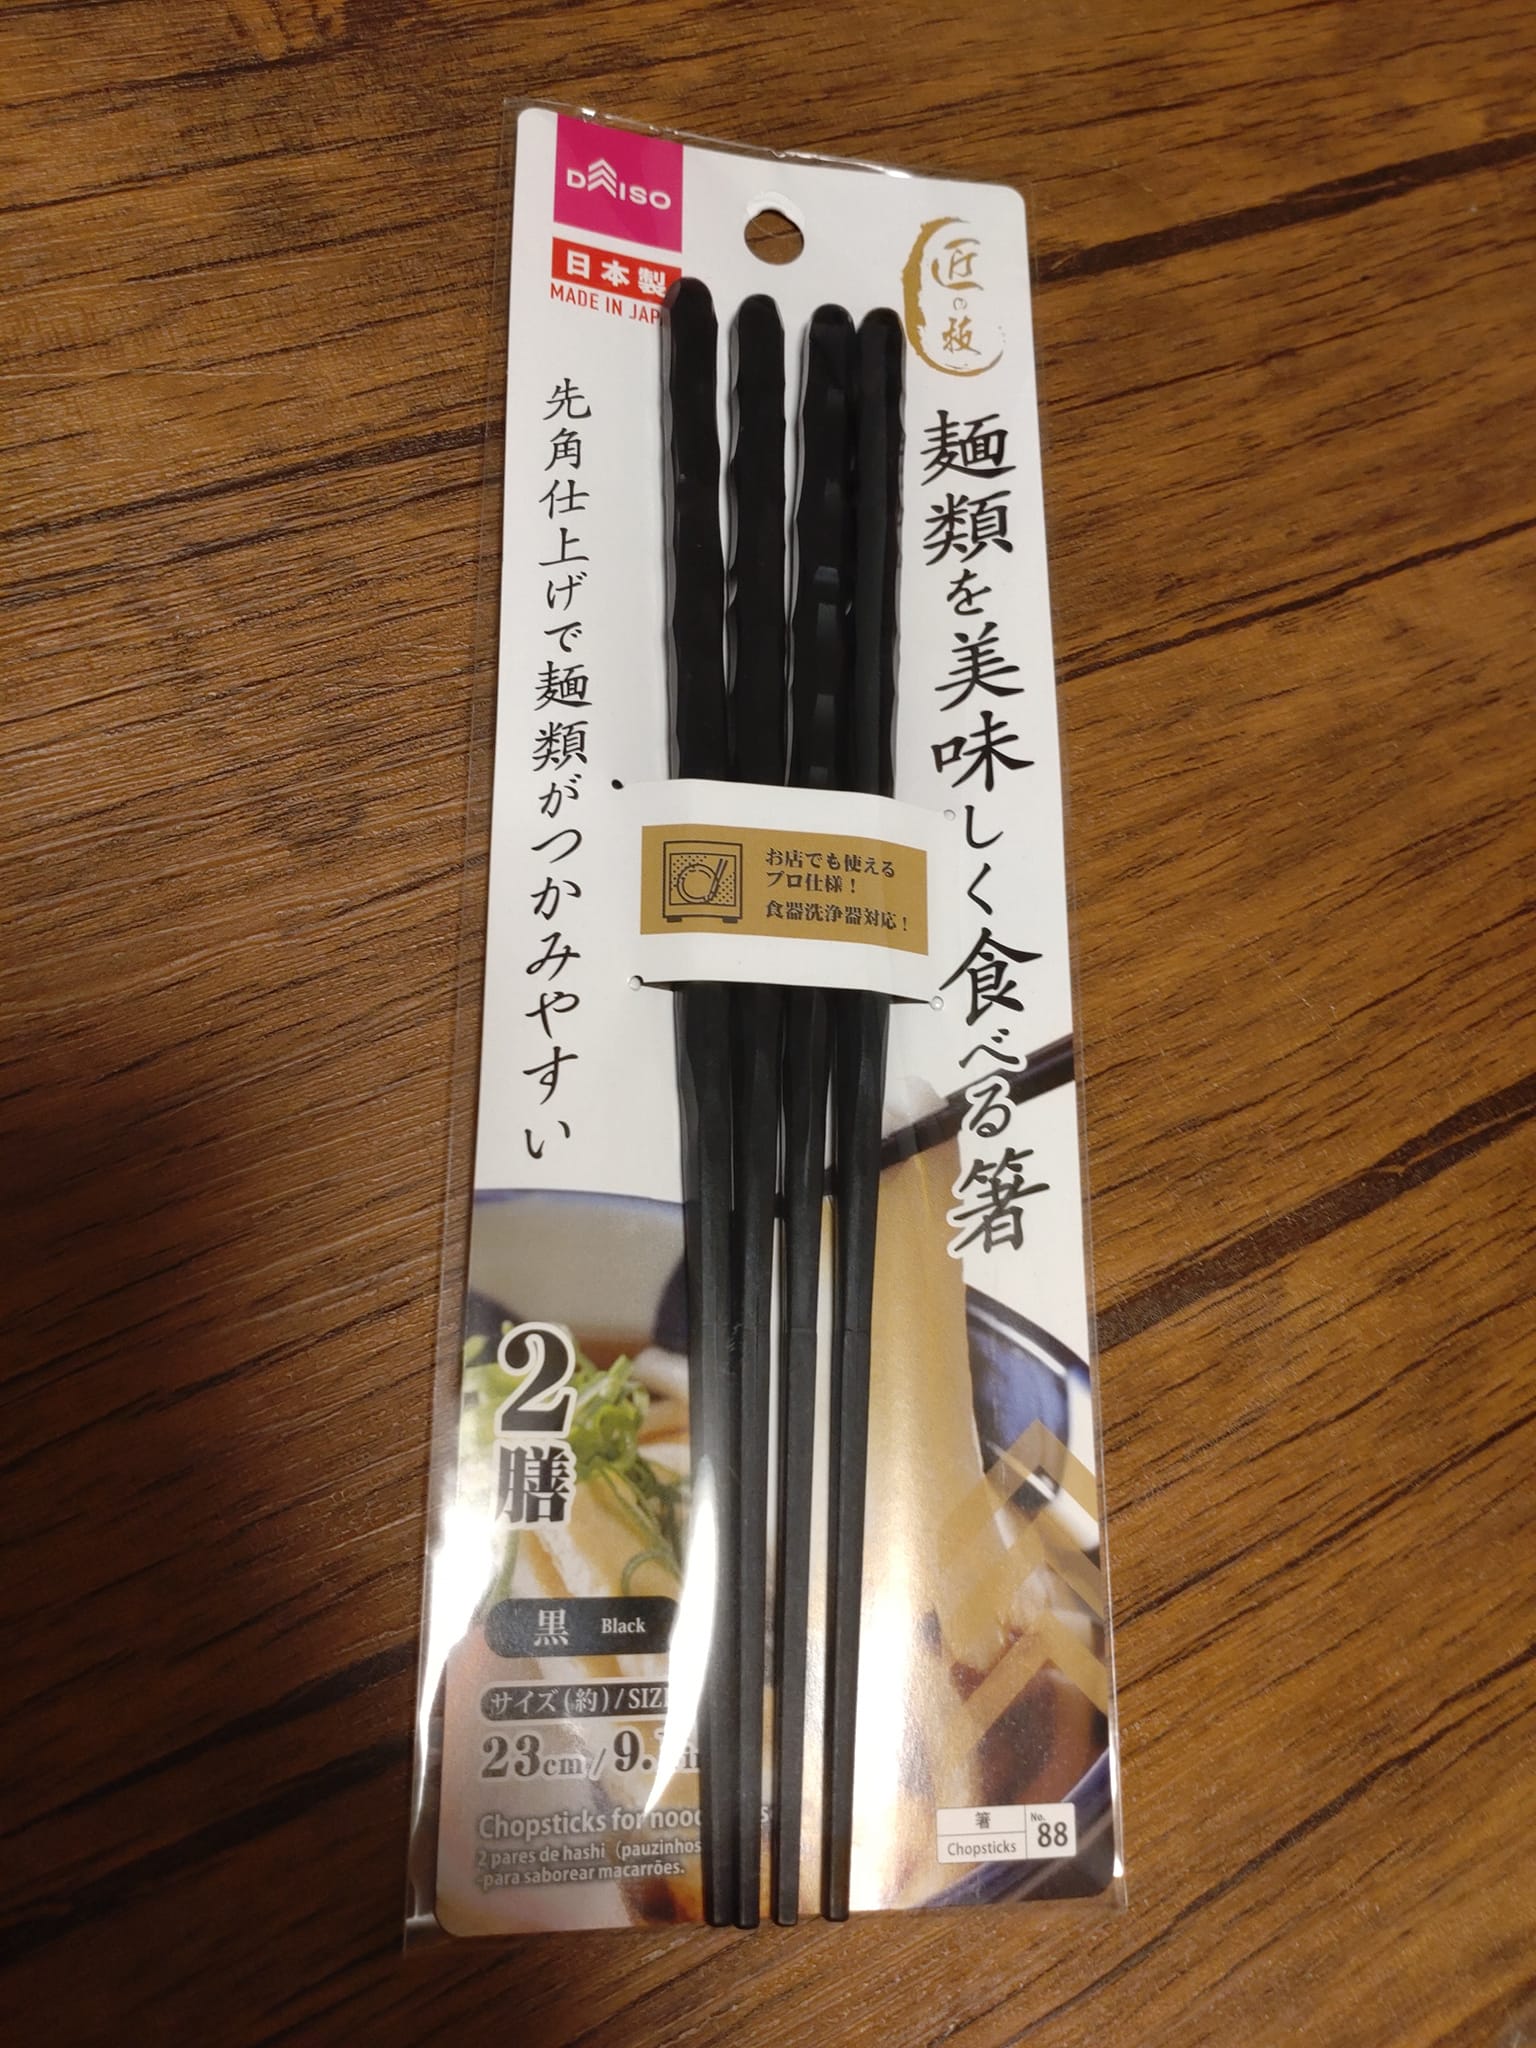 DAISO
日本製
MADE IN
匠の技
麺類を美味しく食べる箸
先角仕上げで麺類がつかみやすい
お店でも使える
プロ仕様！
食器洗浄器対応！
2膳
黒 Black
サイズ(約)/
23cm/9.
Chopsticks for
2 pares de hashi (pauzinhos
-para saborear macarrões.
箸
Chopsticks
No.
88